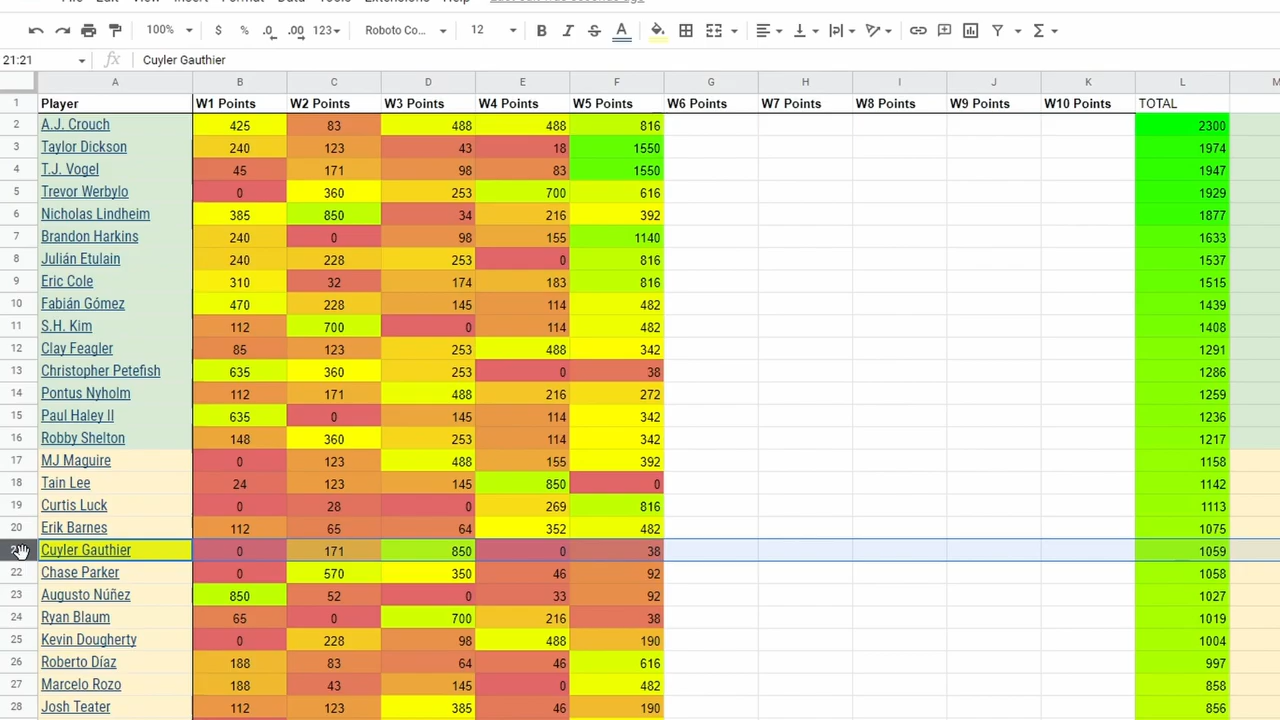 File Edit View Insert Format Data Tools Extensions Help
100% $ % .0 .00 123 Roboto Co... 12 B I S A
21:21 fx Cuyler Gauthier
A B C D E F G H I J K L M
1 Player W1 Points W2 Points W3 Points W4 Points W5 Points W6 Points W7 Points W8 Points W9 Points W10 Points TOTAL
2 A.J. Crouch 425 83 488 488 816 2300
3 Taylor Dickson 240 123 43 18 1550 1974
4 T.J. Vogel 45 171 98 83 1550 1947
5 Trevor Werbylo 0 360 253 700 616 1929
6 Nicholas Lindheim 385 850 34 216 392 1877
7 Brandon Harkins 240 0 98 155 1140 1633
8 Julián Etulain 240 228 253 0 816 1537
9 Eric Cole 310 32 174 183 816 1515
10 Fabián Gómez 470 228 145 114 482 1439
11 S.H. Kim 112 700 0 114 482 1408
12 Clay Feagler 85 123 253 488 342 1291
13 Christopher Petefish 635 360 253 0 38 1286
14 Pontus Nyholm 112 171 488 216 272 1259
15 Paul Haley II 635 0 145 114 342 1236
16 Robby Shelton 148 360 253 114 342 1217
17 MJ Maguire 0 123 488 155 392 1158
18 Tain Lee 24 123 145 850 0 1142
19 Curtis Luck 0 28 0 269 816 1113
20 Erik Barnes 112 65 64 352 482 1075
Cuyler Gauthier 0 171 850 0 38 1059
22 Chase Parker 0 570 350 46 92 1058
23 Augusto Núñez 850 52 0 33 92 1027
24 Ryan Blaum 65 0 700 216 38 1019
25 Kevin Dougherty 0 228 98 488 190 1004
26 Roberto Díaz 188 83 64 46 616 997
27 Marcelo Rozo 188 43 145 0 482 858
28 Josh Teater 112 123 385 46 190 856